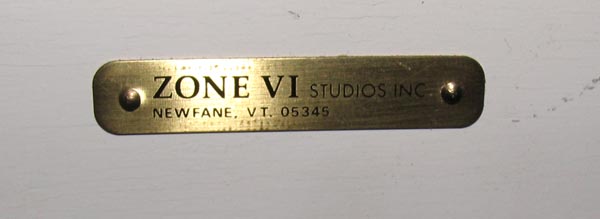 ZONE VI STUDIOS INC
NEWFANE, VT. 05345